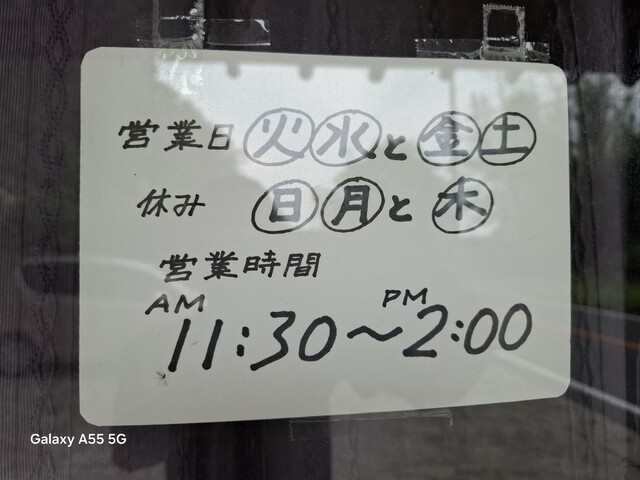 営業日 火 水 と 金 土
休み 日 月 と 木
営業時間
AM 11:30～PM 2:00
Galaxy A55 5G